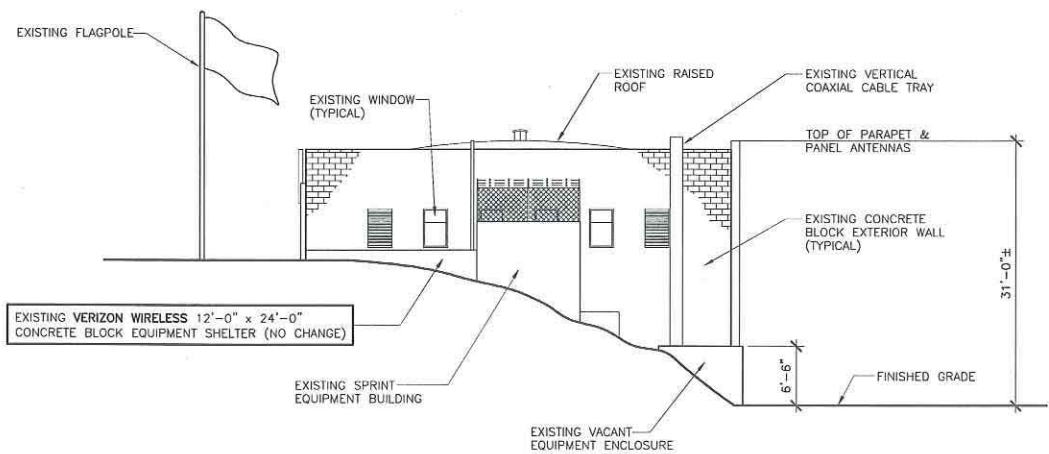 EXISTING FLAGPOLE
EXISTING WINDOW
(TYPICAL)
EXISTING RAISED
ROOF
EXISTING VERTICAL
COAXIAL CABLE TRAY
TOP OF PARAPET &
PANEL ANTENNAS
EXISTING CONCRETE
BLOCK EXTERIOR WALL
(TYPICAL)
31'-0"±
EXISTING VERIZON WIRELESS 12'-0" x 24'-0"
CONCRETE BLOCK EQUIPMENT SHELTER (NO CHANGE)
EXISTING SPRINT
EQUIPMENT BUILDING
6'-6"
FINISHED GRADE
EXISTING VACANT
EQUIPMENT ENCLOSURE